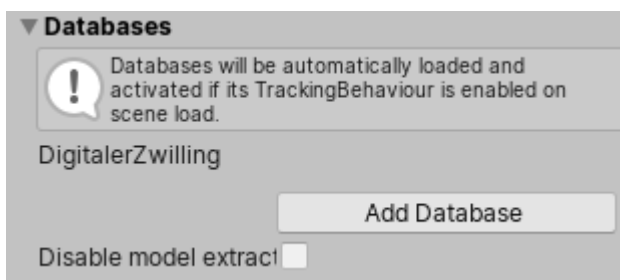 Databases
Databases will be automatically loaded and
activated if its TrackingBehaviour is enabled on
scene load.
DigitalerZwilling
Add Database
Disable model extract